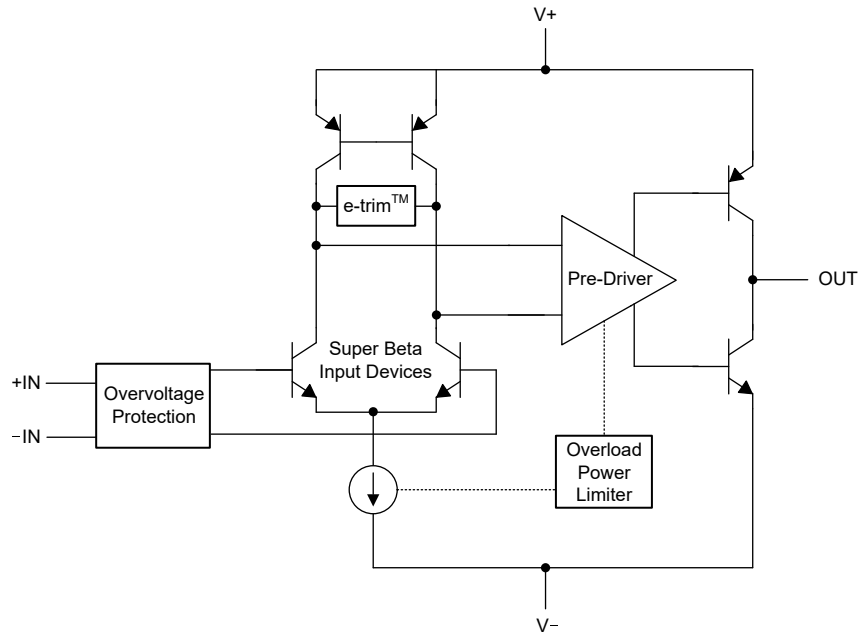 V+
e-trim™
Pre-Driver
OUT
Super Beta
Input Devices
+IN
−IN
Overvoltage
Protection
Overload
Power
Limiter
V−